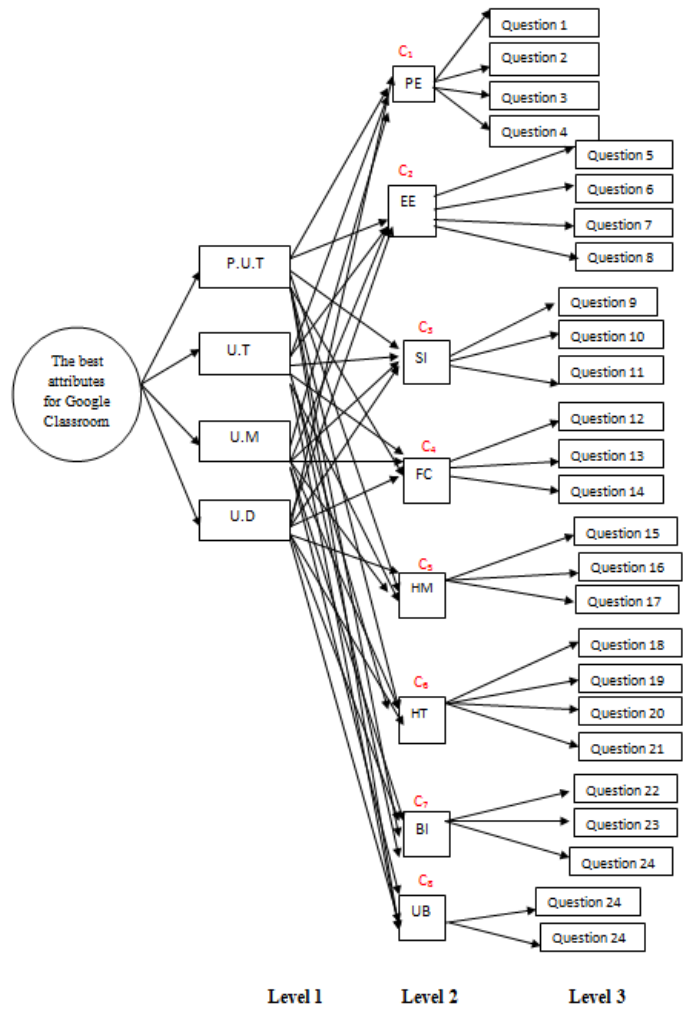 The best
attributes
for Google
Classroom
P.U.T
U.T
U.M
U.D
C₁
PE
Question 1
Question 2
Question 3
Question 4
C₂
EE
Question 5
Question 6
Question 7
Question 8
C₃
SI
Question 9
Question 10
Question 11
C₄
FC
Question 12
Question 13
Question 14
C₅
HM
Question 15
Question 16
Question 17
C₆
HT
Question 18
Question 19
Question 20
Question 21
C₇
BI
Question 22
Question 23
Question 24
C₈
UB
Question 24
Question 24
Level 1 Level 2 Level 3